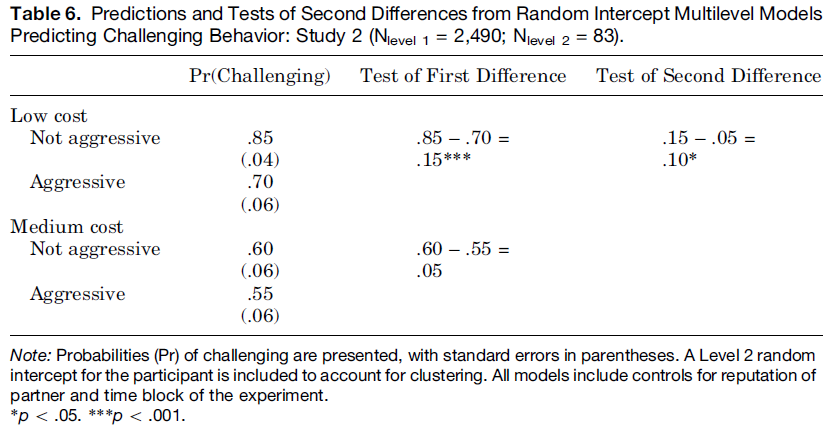 Table 6. Predictions and Tests of Second Differences from Random Intercept Multilevel Models
Predicting Challenging Behavior: Study 2 (Nlevel 1 = 2,490; Nlevel 2 = 83).
Pr(Challenging) Test of First Difference Test of Second Difference
Low cost
Not aggressive .85 .85 – .70 = .15 – .05 =
(.04) .15*** .10*
Aggressive .70
(.06)
Medium cost
Not aggressive .60 .60 – .55 =
(.06) .05
Aggressive .55
(.06)
Note: Probabilities (Pr) of challenging are presented, with standard errors in parentheses. A Level 2 random
intercept for the participant is included to account for clustering. All models include controls for reputation of
partner and time block of the experiment.
*p < .05. ***p < .001.